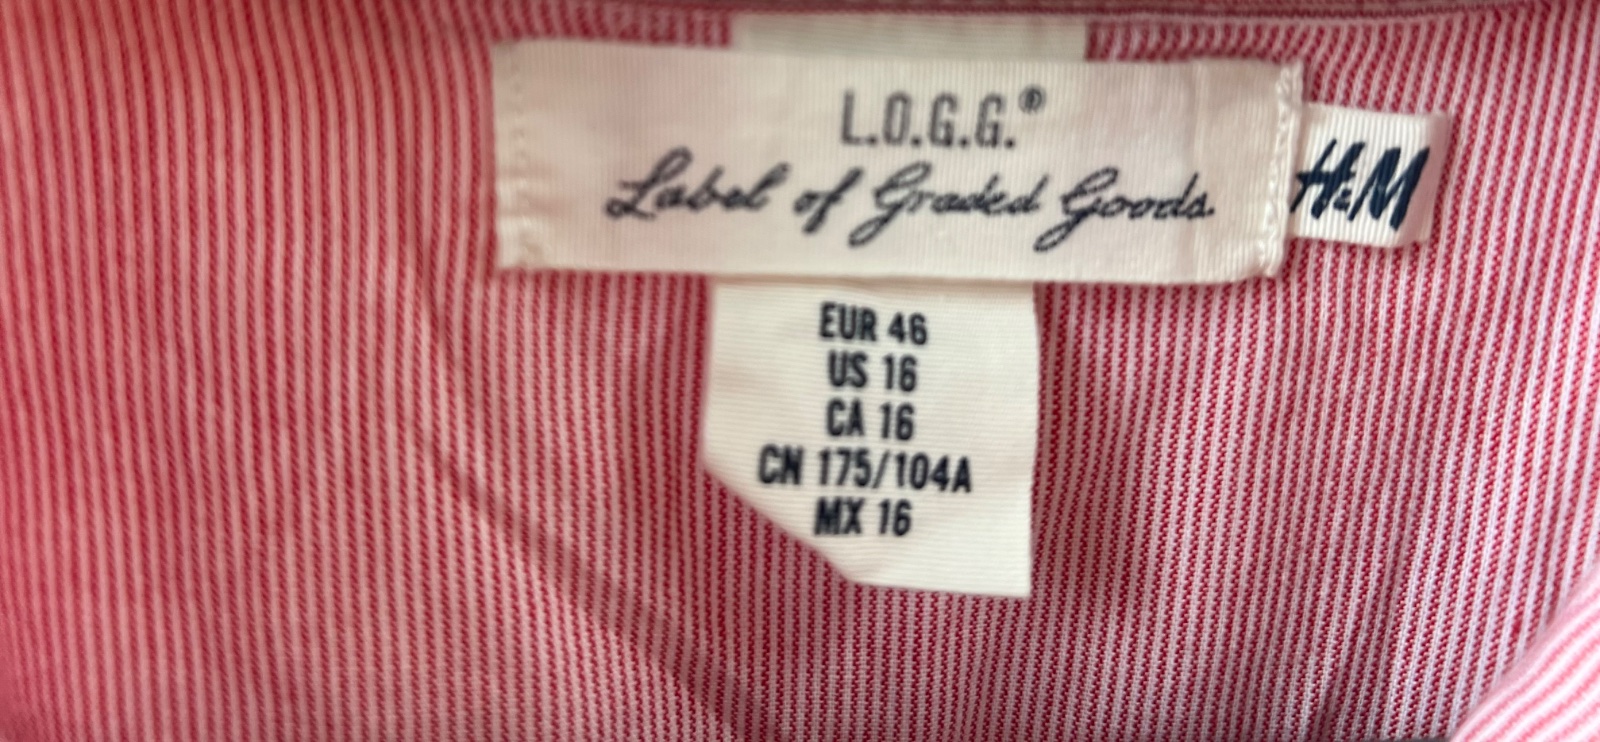 L.O.G.G.®
Label of Graded Goods.
H&M
EUR 46
US 16
CA 16
CN 175/104A
MX 16